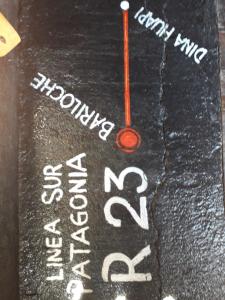 LINEA SUR
PATAGONIA
R 23
BARILOCHE
DINA HUAPI